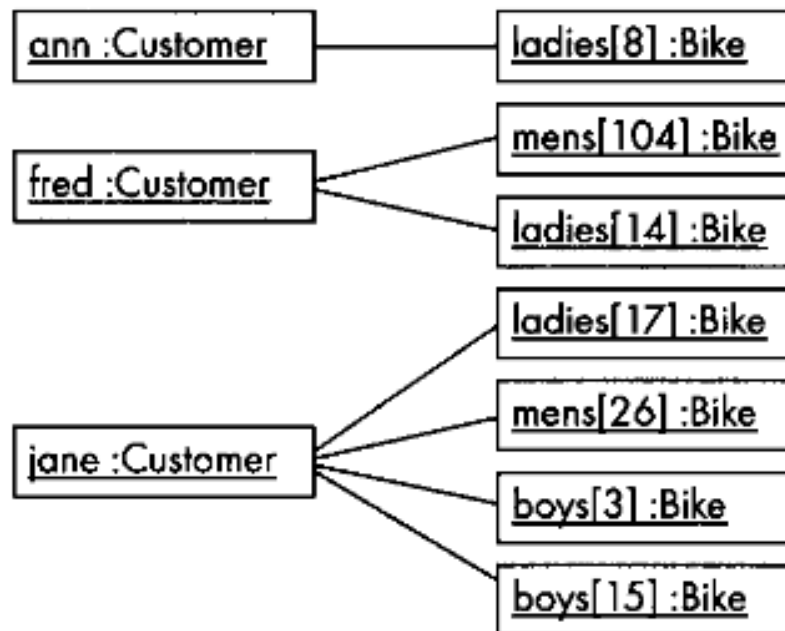 ann :Customer
ladies[8] :Bike
fred :Customer
mens[104] :Bike
ladies[14] :Bike
jane :Customer
ladies[17] :Bike
mens[26] :Bike
boys[3] :Bike
boys[15] :Bike